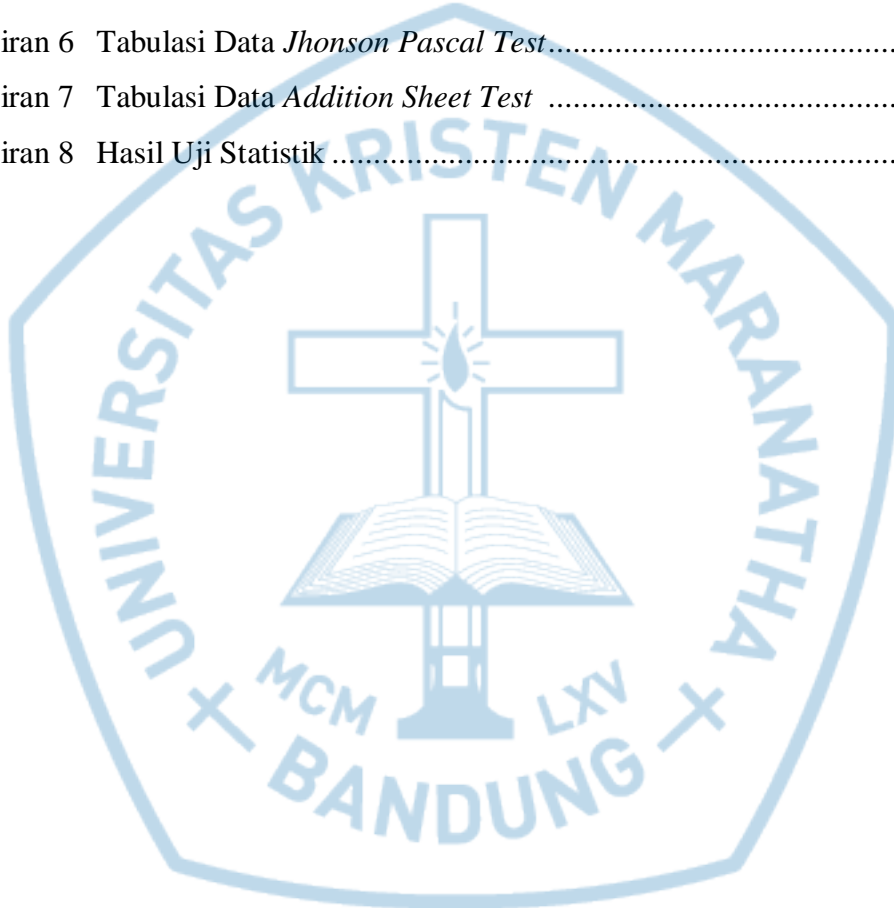 iran 6 Tabulasi Data Jhonson Pascal Test................................................
iran 7 Tabulasi Data Addition Sheet Test ................................................
iran 8 Hasil Uji Statistik ...........................................................................
UNIVERSITAS KRISTEN MARANATHA
MCM LXV
+ BANDUNG +